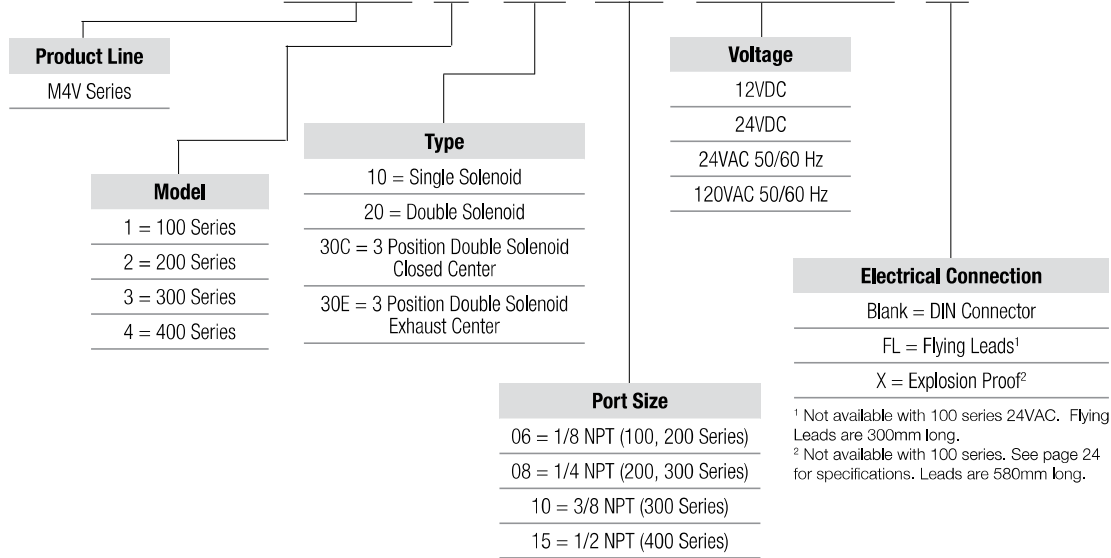 Product Line
M4V Series
Model
1 = 100 Series
2 = 200 Series
3 = 300 Series
4 = 400 Series
Type
10 = Single Solenoid
20 = Double Solenoid
30C = 3 Position Double Solenoid
Closed Center
30E = 3 Position Double Solenoid
Exhaust Center
Port Size
06 = 1/8 NPT (100, 200 Series)
08 = 1/4 NPT (200, 300 Series)
10 = 3/8 NPT (300 Series)
15 = 1/2 NPT (400 Series)
Voltage
12VDC
24VDC
24VAC 50/60 Hz
120VAC 50/60 Hz
Electrical Connection
Blank = DIN Connector
FL = Flying Leads¹
X = Explosion Proof²
¹ Not available with 100 series 24VAC. Flying
Leads are 300mm long.
² Not available with 100 series. See page 24
for specifications. Leads are 580mm long.